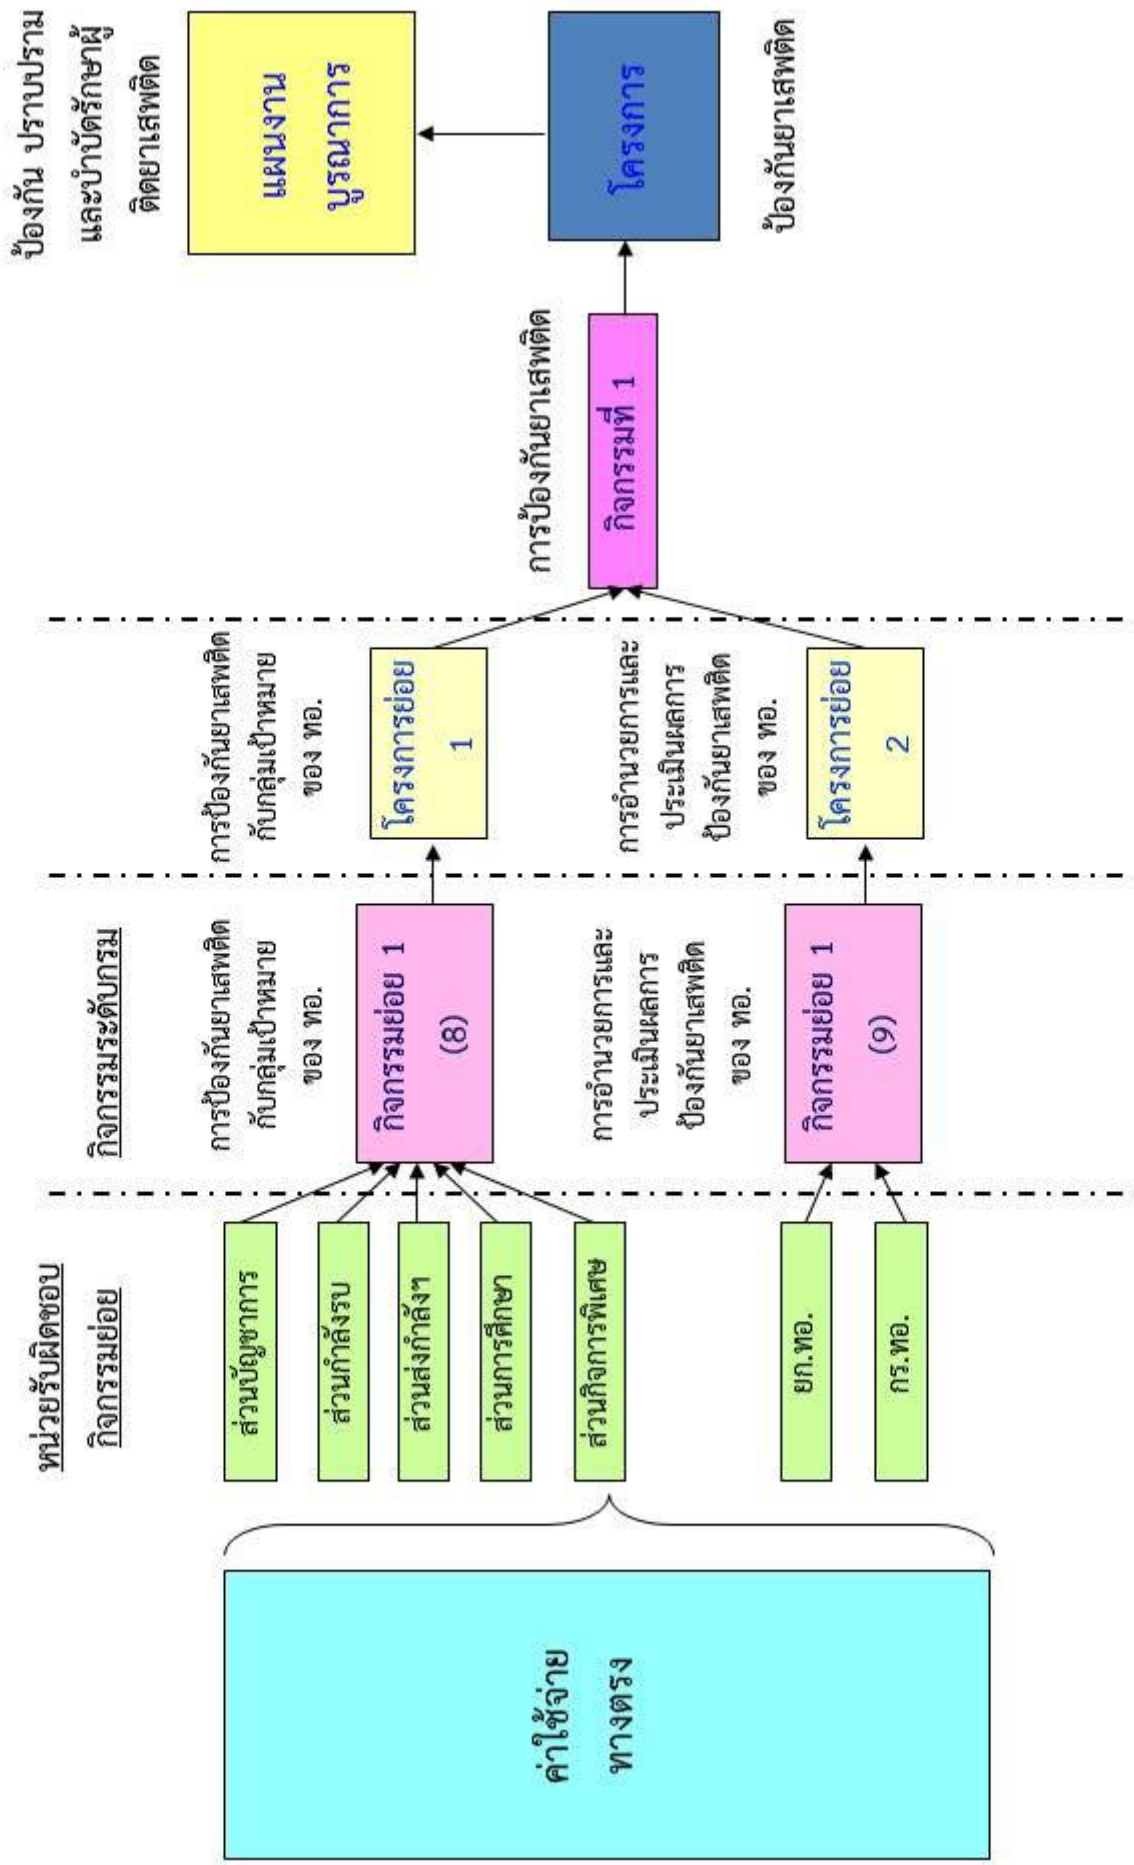 ค่าใช้จ่าย
ทางตรง
หน่วยรับผิดชอบ
กิจกรรมย่อย
ส่วนบัญชาการ
ส่วนกำลังรบ
ส่วนส่งกำลังฯ
ส่วนการศึกษา
ส่วนกิจการพิเศษ
ยก.ทอ.
กร.ทอ.
กิจกรรมระดับกรม
การป้องกันยาเสพติด
กับกลุ่มเป้าหมาย
ของ ทอ.
กิจกรรมย่อย 1
(8)
การอำนวยการและ
ประเมินผลการ
ป้องกันยาเสพติด
ของ ทอ.
กิจกรรมย่อย 1
(9)
การป้องกันยาเสพติด
กับกลุ่มเป้าหมาย
ของ ทอ.
โครงการย่อย
1
การอำนวยการและ
ประเมินผลการ
ป้องกันยาเสพติด
ของ ทอ.
โครงการย่อย
2
การป้องกันยาเสพติด
กิจกรรมที่ 1
ป้องกัน ปราบปราม
และบำบัดรักษาผู้
ติดยาเสพติด
แผนงาน
บูรณาการ
โครงการ
ป้องกันยาเสพติด